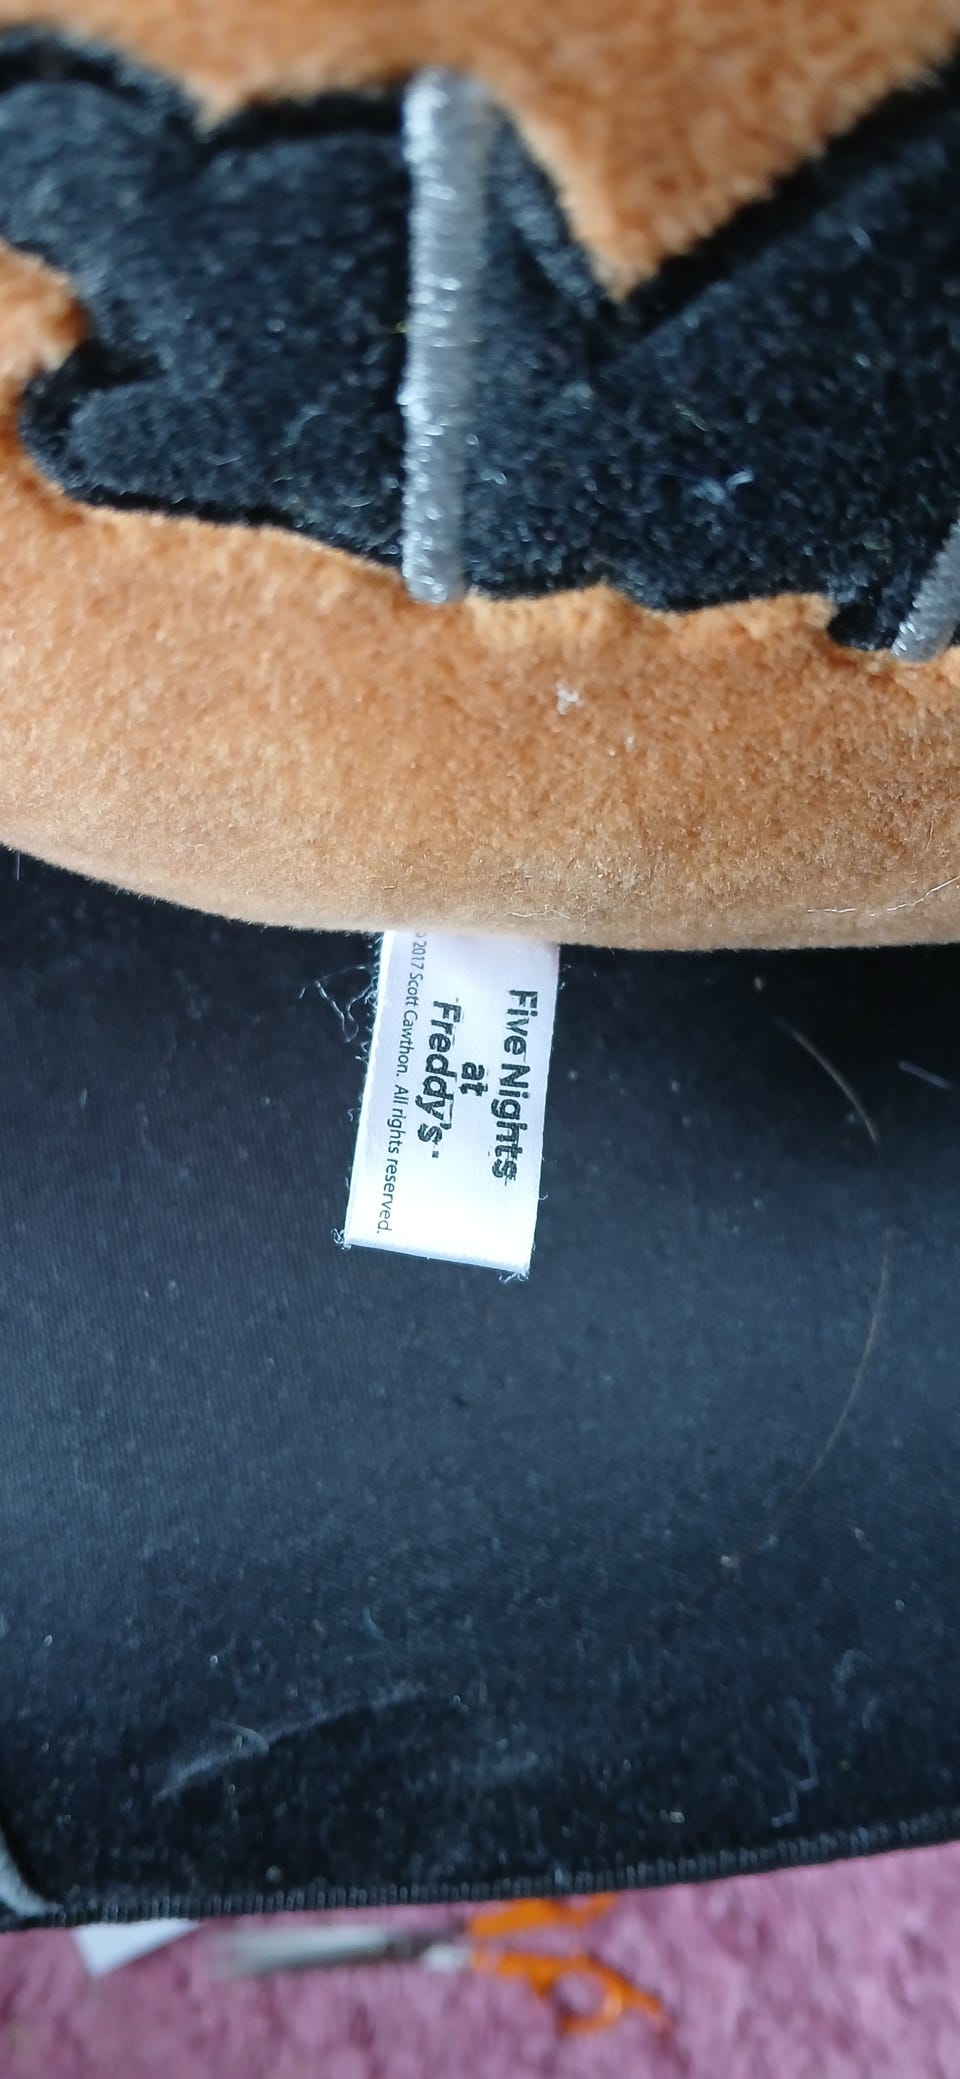 Five Nights
at
Freddy's
2017 Scott Cawthon. All rights reserved.